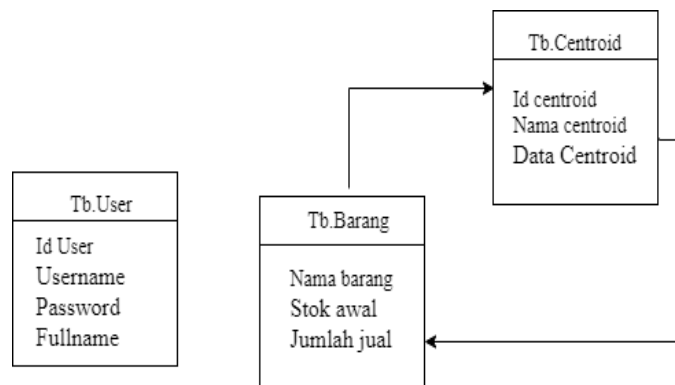 Tb.Centroid
Id centroid
Nama centroid
Data Centroid
Tb.User
Id User
Username
Password
Fullname
Tb.Barang
Nama barang
Stok awal
Jumlah jual